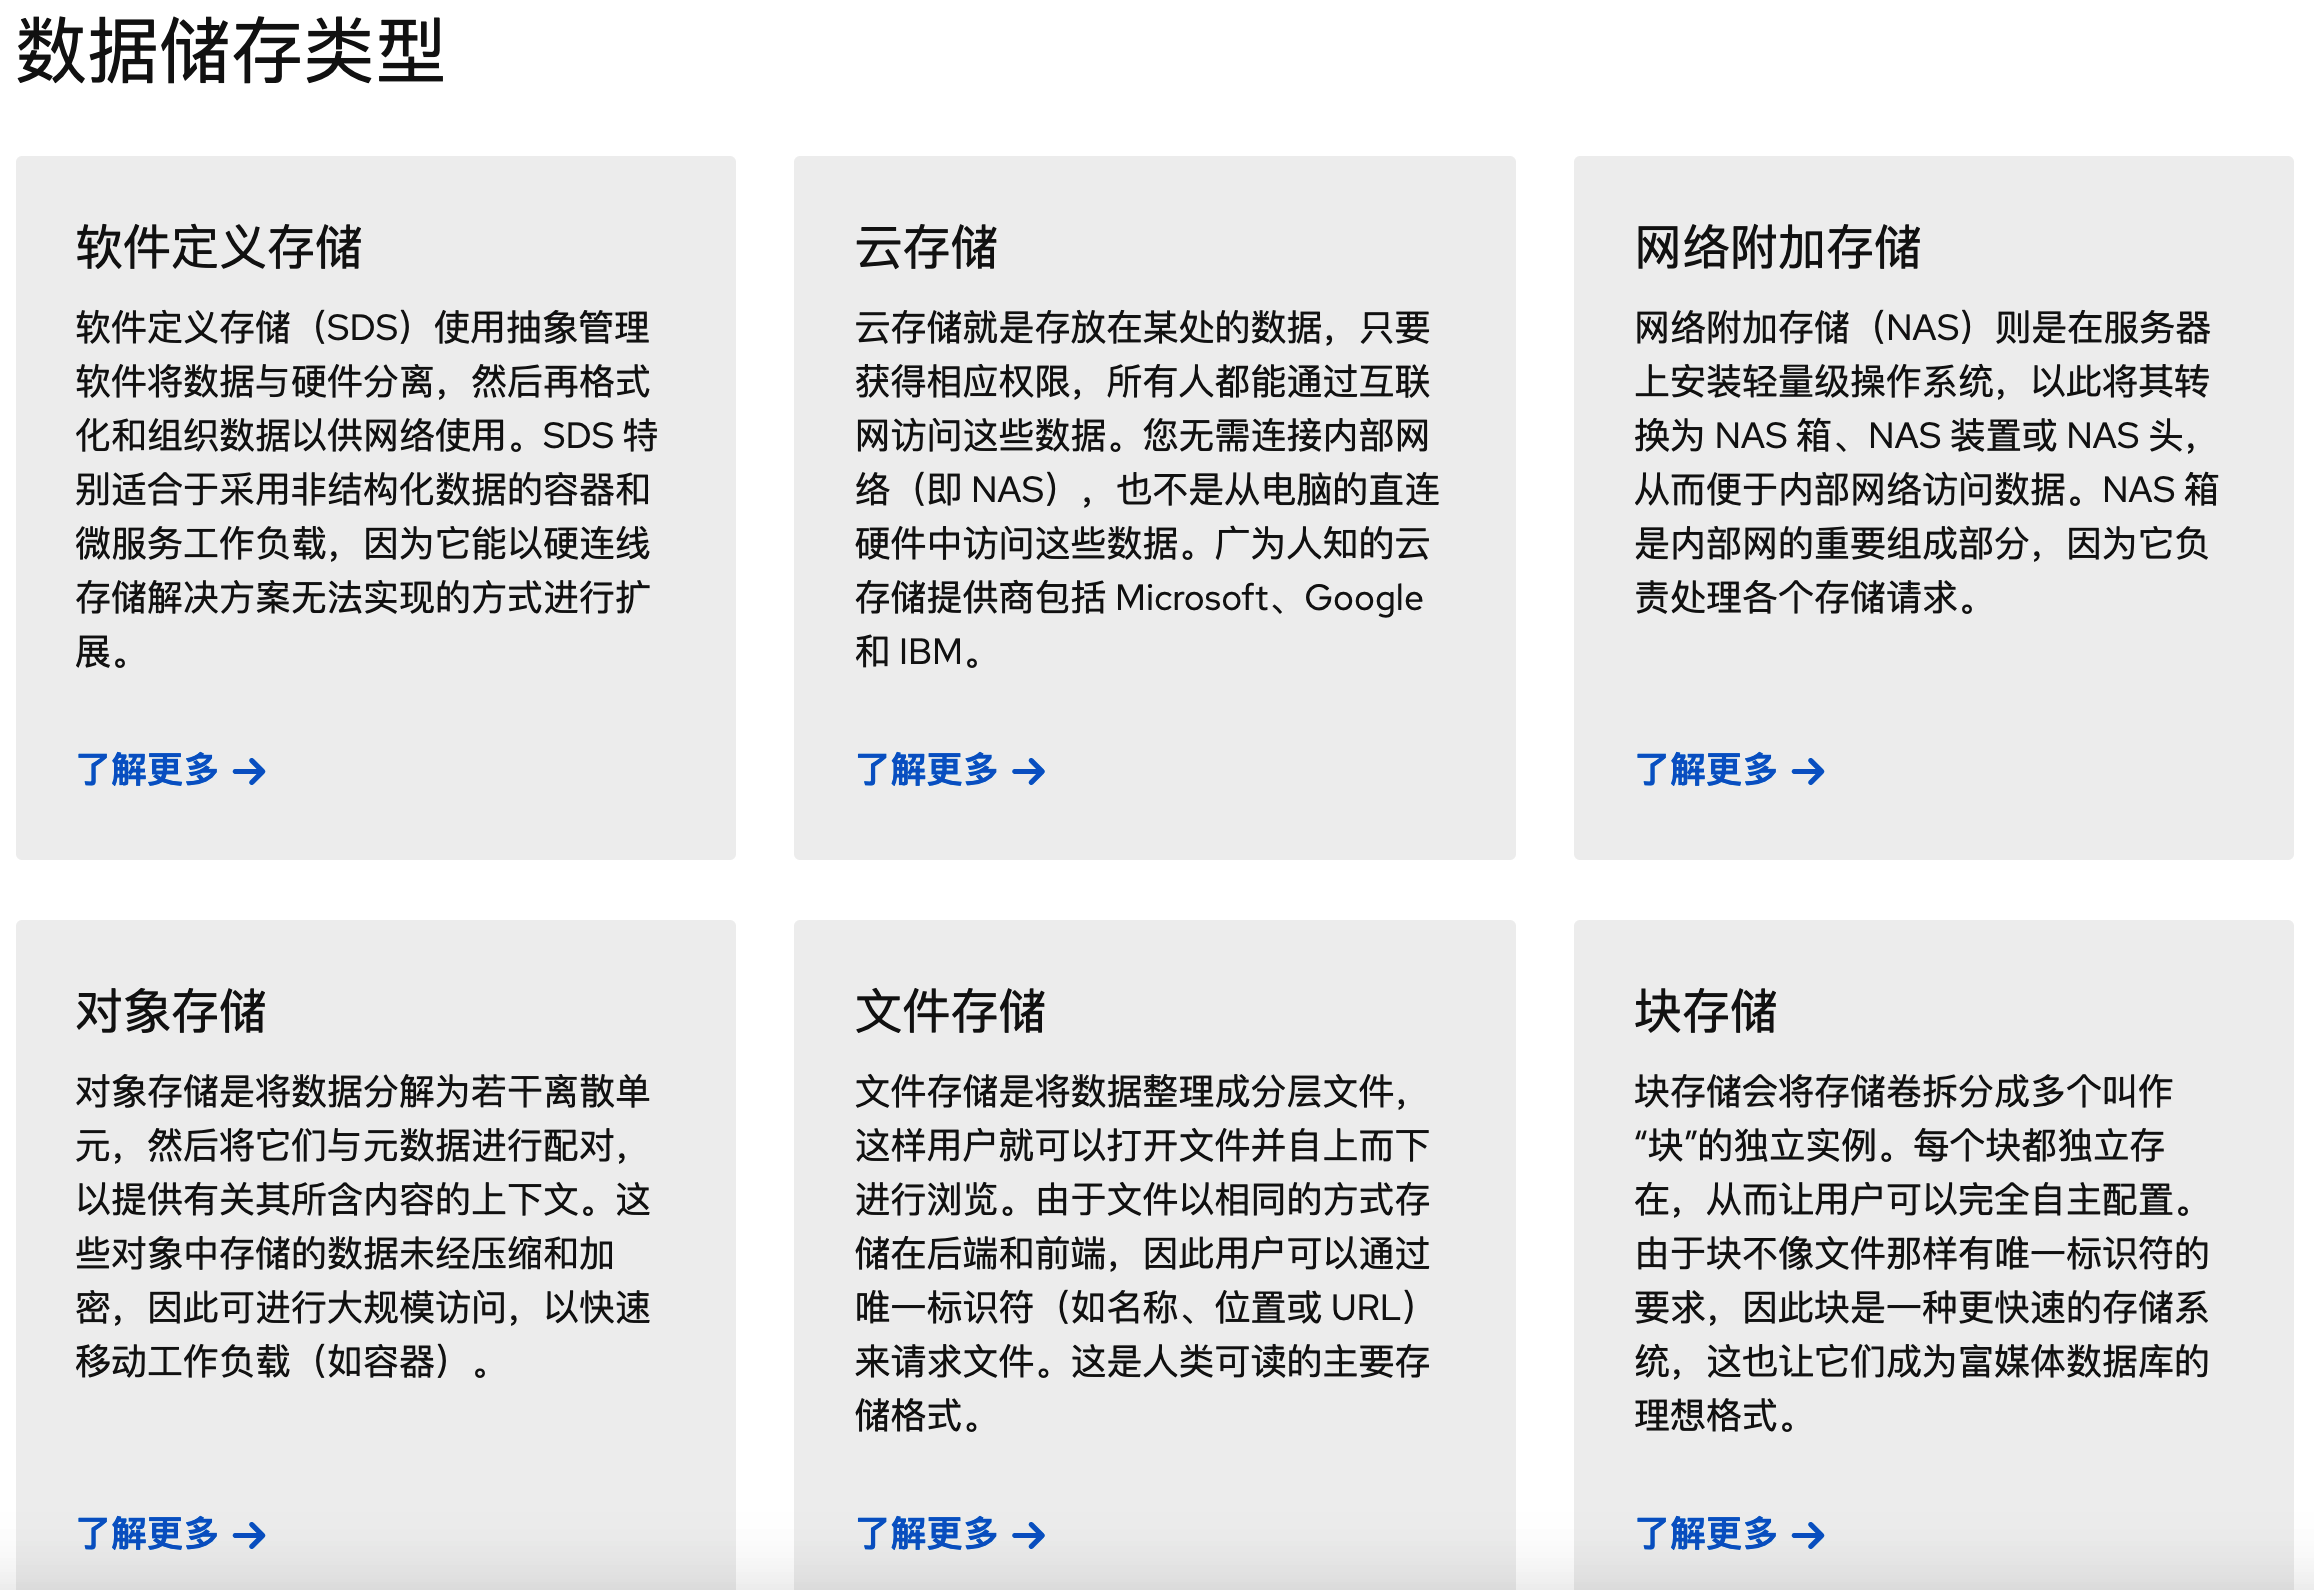 数据储存类型
软件定义存储
软件定义存储（SDS）使用抽象管理
软件将数据与硬件分离，然后再格式
化和组织数据以供网络使用。SDS 特
别适合于采用非结构化数据的容器和
微服务工作负载，因为它能以硬连线
存储解决方案无法实现的方式进行扩
展。
了解更多 →
云存储
云存储就是存放在某处的数据，只要
获得相应权限，所有人都能通过互联
网访问这些数据。您无需连接内部网
络（即 NAS），也不是从电脑的直连
硬件中访问这些数据。广为人知的云
存储提供商包括 Microsoft、Google
和 IBM。
了解更多 →
网络附加存储
网络附加存储（NAS）则是在服务器
上安装轻量级操作系统，以此将其转
换为 NAS 箱、NAS 装置或 NAS 头，
从而便于内部网络访问数据。NAS 箱
是内部网的重要组成部分，因为它负
责处理各个存储请求。
了解更多 →
对象存储
对象存储是将数据分解为若干离散单
元，然后将它们与元数据进行配对，
以提供有关其所含内容的上下文。这
些对象中存储的数据未经压缩和加
密，因此可进行大规模访问，以快速
移动工作负载（如容器）。
了解更多 →
文件存储
文件存储是将数据整理成分层文件，
这样用户就可以打开文件并自上而下
进行浏览。由于文件以相同的方式存
储在后端和前端，因此用户可以通过
唯一标识符（如名称、位置或 URL）
来请求文件。这是人类可读的主要存
储格式。
了解更多 →
块存储
块存储会将存储卷拆分成多个叫作
“块”的独立实例。每个块都独立存
在，从而让用户可以完全自主配置。
由于块不像文件那样有唯一标识符的
要求，因此块是一种更快速的存储系
统，这也让它们成为富媒体数据库的
理想格式。
了解更多 →